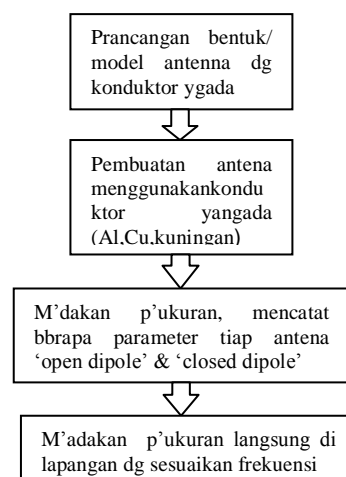 Prancangan bentuk/
model antenna dg
konduktor ygada
Pembuatan antena
menggunakankondu
ktor yangada
(Al,Cu,kuningan)
M'dakan p'ukuran, mencatat
bbrapa parameter tiap antena
'open dipole' & 'closed dipole'
M'adakan p'ukuran langsung di
lapangan dg sesuaikan frekuensi